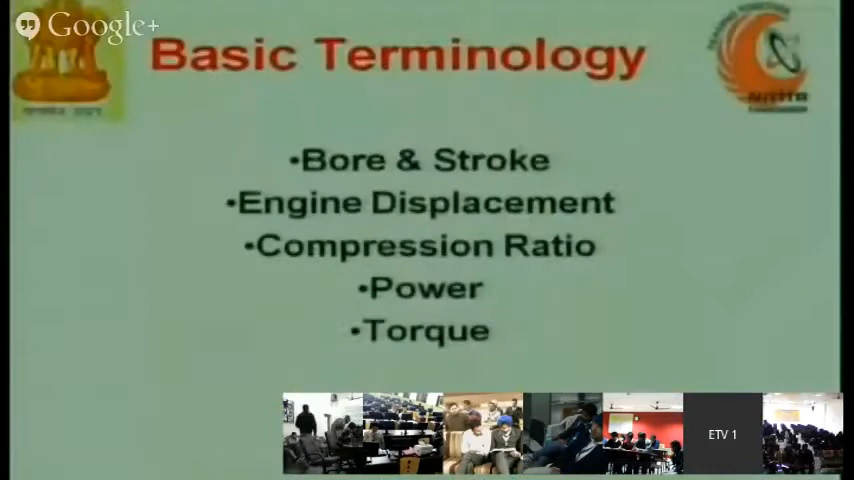 Google+
Basic Terminology
•Bore & Stroke
•Engine Displacement
•Compression Ratio
•Power
•Torque
ETV 1